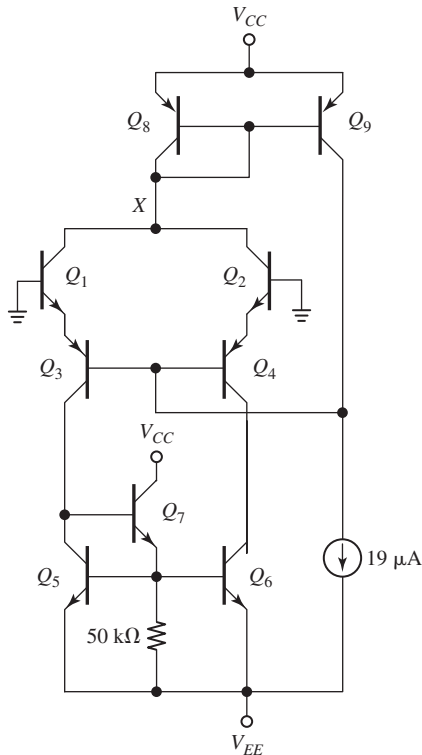 V_CC
Q_8 Q_9
X
Q_1 Q_2
Q_3 Q_4
V_CC
Q_7
Q_5 Q_6 19 μA
50 kΩ
V_EE